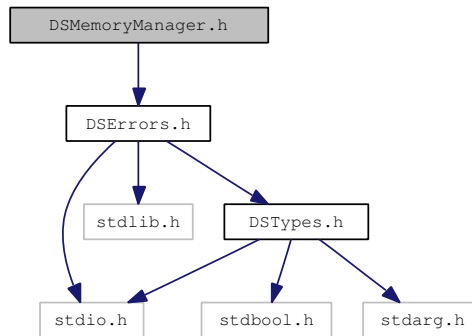 DSMemoryManager.h
DSErrors.h
stdlib.h
DSTypes.h
stdio.h
stdbool.h
stdarg.h